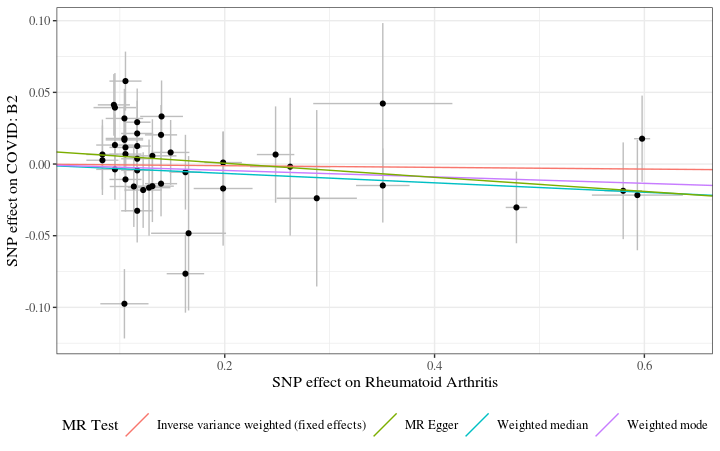 0.10
0.05
0.00
-0.05
-0.10
SNP effect on COVID: B2
0.2
0.4
0.6
SNP effect on Rheumatoid Arthritis
MR Test
Inverse variance weighted (fixed effects)
MR Egger
Weighted median
Weighted mode